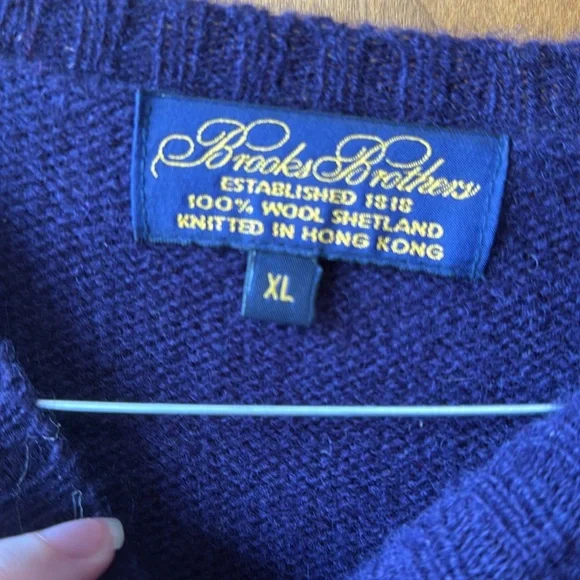 Brooks Brothers
ESTABLISHED 1818
100% WOOL SHETLAND
KNITTED IN HONG KONG
XL